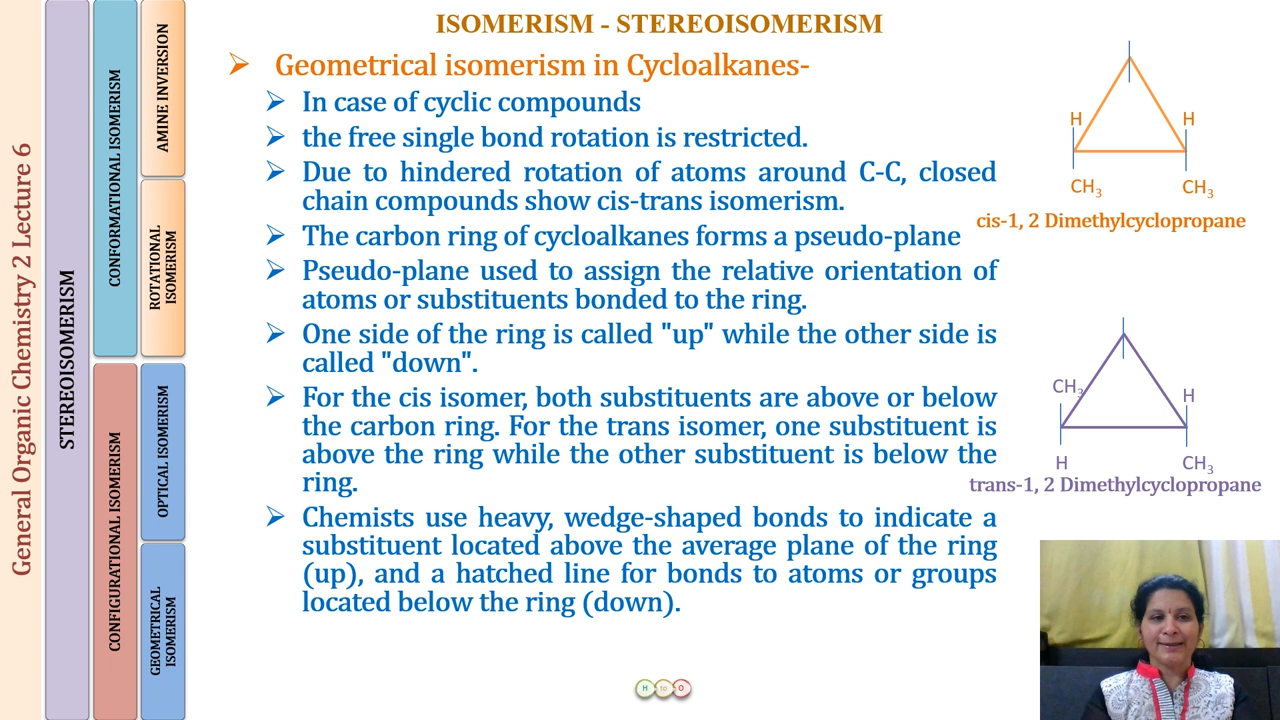 General Organic Chemistry 2 Lecture 6
STEREOISOMERISM
CONFORMATIONAL ISOMERISM
CONFIGURATIONAL ISOMERISM
AMINE INVERSION
ROTATIONAL
ISOMERISM
OPTICAL ISOMERISM
GEOMETRICAL
ISOMERISM
ISOMERISM - STEREOISOMERISM
Geometrical isomerism in Cycloalkanes-
In case of cyclic compounds
the free single bond rotation is restricted.
Due to hindered rotation of atoms around C-C, closed
chain compounds show cis-trans isomerism.
The carbon ring of cycloalkanes forms a pseudo-plane
Pseudo-plane used to assign the relative orientation of
atoms or substituents bonded to the ring.
One side of the ring is called "up" while the other side is
called "down".
For the cis isomer, both substituents are above or below
the carbon ring. For the trans isomer, one substituent is
above the ring while the other substituent is below the
ring.
Chemists use heavy, wedge-shaped bonds to indicate a
substituent located above the average plane of the ring
(up), and a hatched line for bonds to atoms or groups
located below the ring (down).
H H
CH₃ CH₃
cis-1, 2 Dimethylcyclopropane
CH₃ H
H CH₃
trans-1, 2 Dimethylcyclopropane
H to O